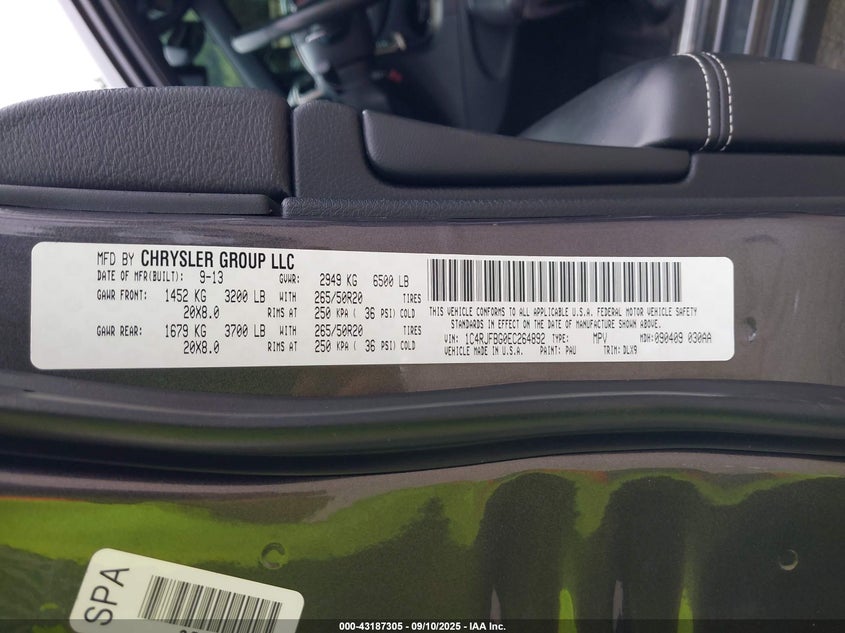 MFD BY CHRYSLER GROUP LLC
DATE OF MFR(BUILT): 9-13 GVWR: 2949 KG 6500 LB
GAWR FRONT: 1452 KG 3200 LB WITH 265/50R20 TIRES
20X8.0 RIMS AT 250 KPA ( 36 PSI) COLD
GAWR REAR: 1679 KG 3700 LB WITH 265/50R20 TIRES
20X8.0 RIMS AT 250 KPA ( 36 PSI) COLD
THIS VEHICLE CONFORMS TO ALL APPLICABLE U.S.A. FEDERAL MOTOR VEHICLE SAFETY
STANDARDS IN EFFECT ON THE DATE OF MANUFACTURE SHOWN ABOVE.
VIN: 1C4RJFBG0EC264892 TYPE: MPV MDH: 090409 030AA
VEHICLE MADE IN U.S.A. PAINT: PAU TRIM: DLX9
SPA
000-43187305 - 09/10/2025 - IAA Inc.